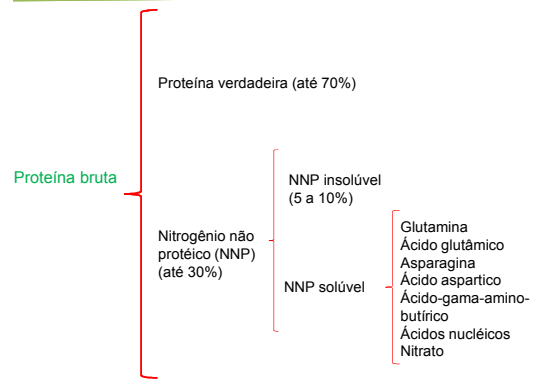 Proteína bruta
Proteína verdadeira (até 70%)
Nitrogênio não
protéico (NNP)
(até 30%)
NNP insolúvel
(5 a 10%)
NNP solúvel
Glutamina
Ácido glutâmico
Asparagina
Ácido aspartico
Ácido-gama-amino-
butírico
Ácidos nucléicos
Nitrato